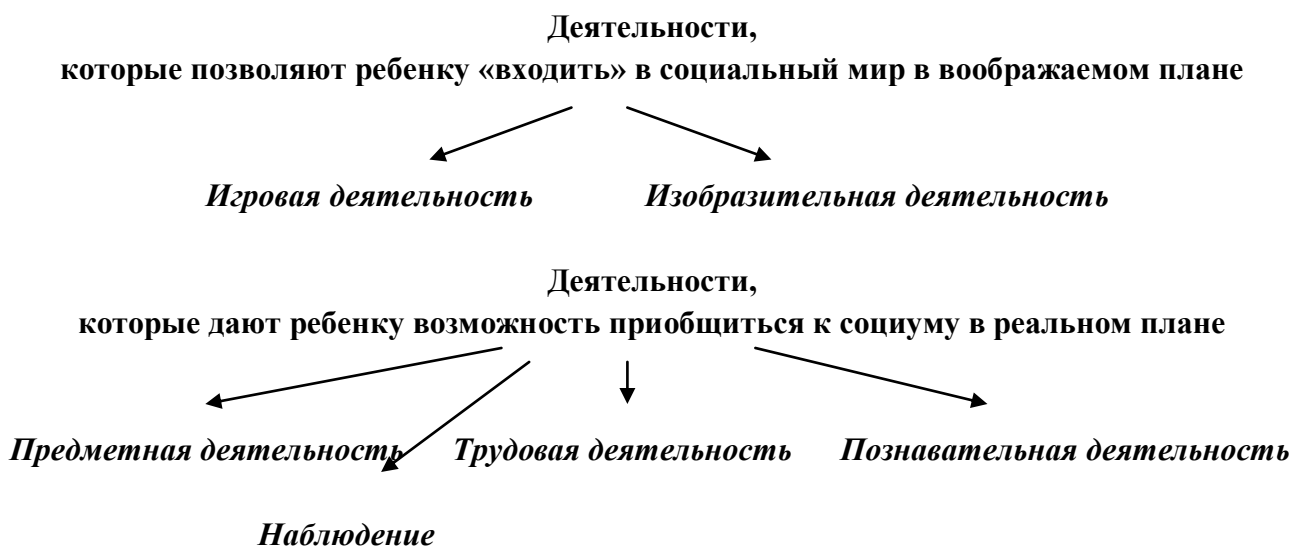 Деятельности,
которые позволяют ребенку «входить» в социальный мир в воображаемом плане
Игровая деятельность Изобразительная деятельность
Деятельности,
которые дают ребенку возможность приобщиться к социуму в реальном плане
Предметная деятельность Трудовая деятельность Познавательная деятельность
Наблюдение